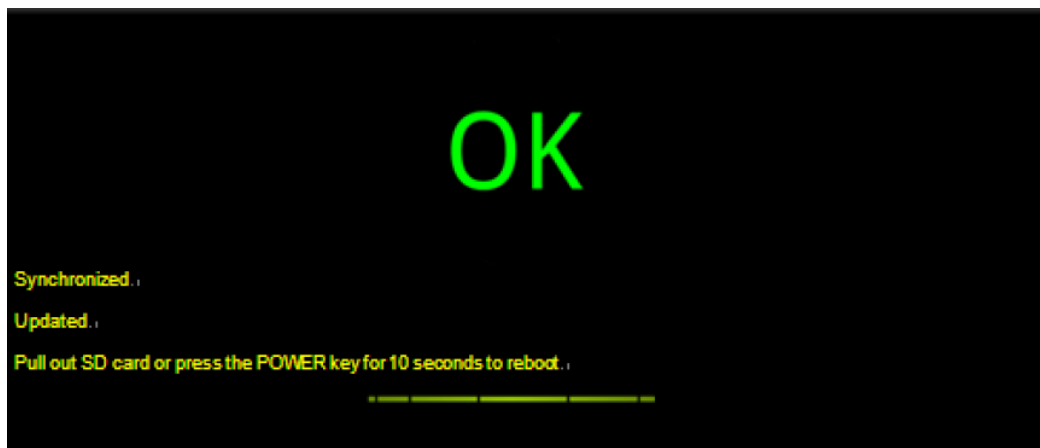 OK
Synchronized.
Updated.
Pull out SD card or press the POWER key for 10 seconds to reboot.